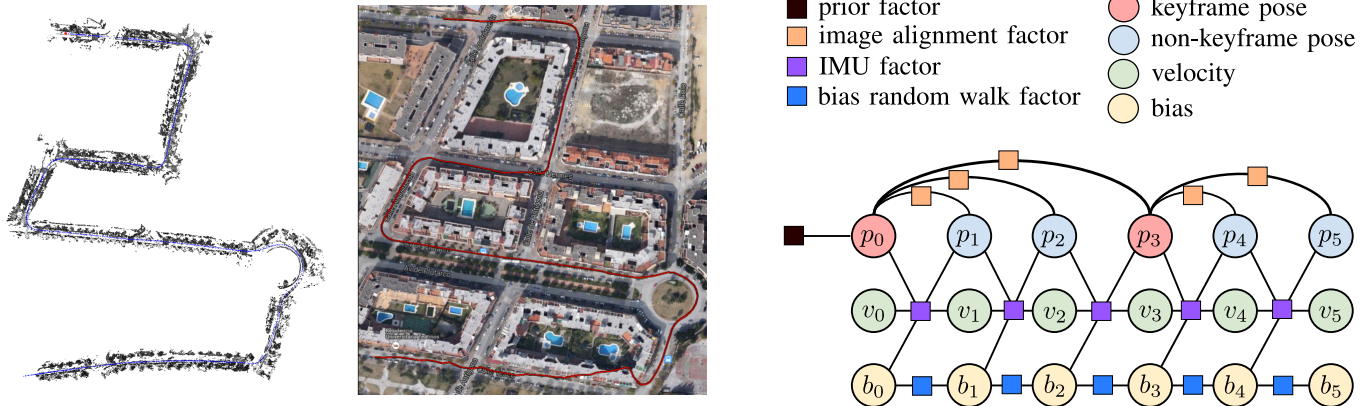 prior factor
image alignment factor
IMU factor
bias random walk factor
keyframe pose
non-keyframe pose
velocity
bias
p0 p1 p2 p3 p4 p5
v0 v1 v2 v3 v4 v5
b0 b1 b2 b3 b4 b5